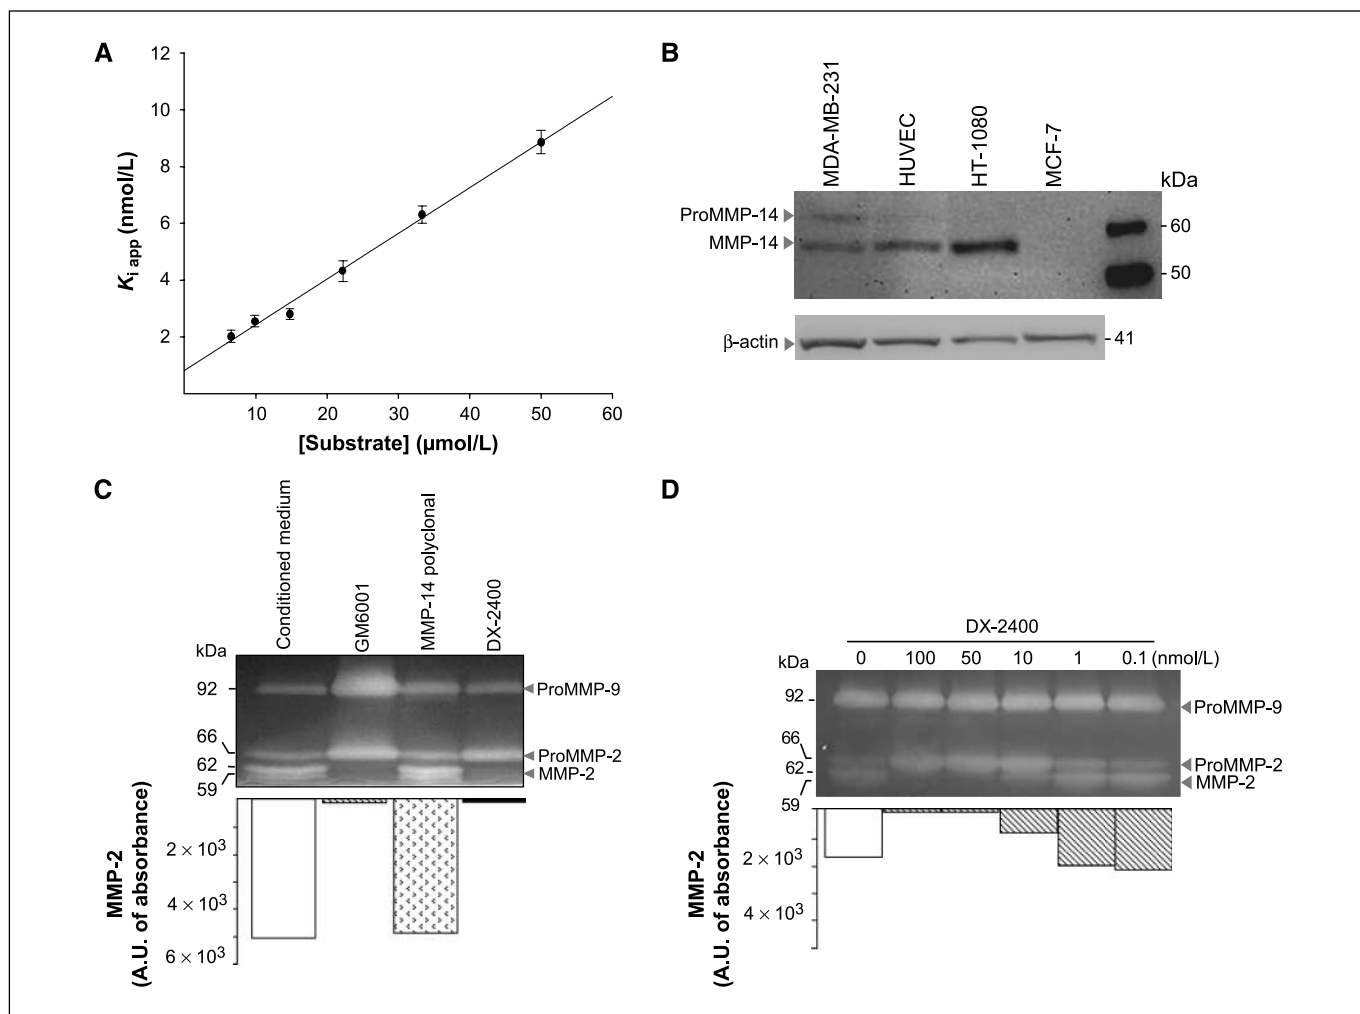 A
12
10
8
6
4
2
K i app (nmol/L)
10 20 30 40 50 60
[Substrate] (µmol/L)
B
MDA-MB-231
HUVEC
HT-1080
MCF-7
kDa
ProMMP-14
MMP-14
60
50
β-actin
41
C
Conditioned medium
GM6001
MMP-14 polyclonal
DX-2400
kDa
92
66
62
59
ProMMP-9
ProMMP-2
MMP-2
MMP-2
(A.U. of absorbance)
2 × 10³
4 × 10³
6 × 10³
D
DX-2400
kDa
0 100 50 10 1 0.1 (nmol/L)
92
66
62
59
ProMMP-9
ProMMP-2
MMP-2
MMP-2
(A.U. of absorbance)
2 × 10³
4 × 10³